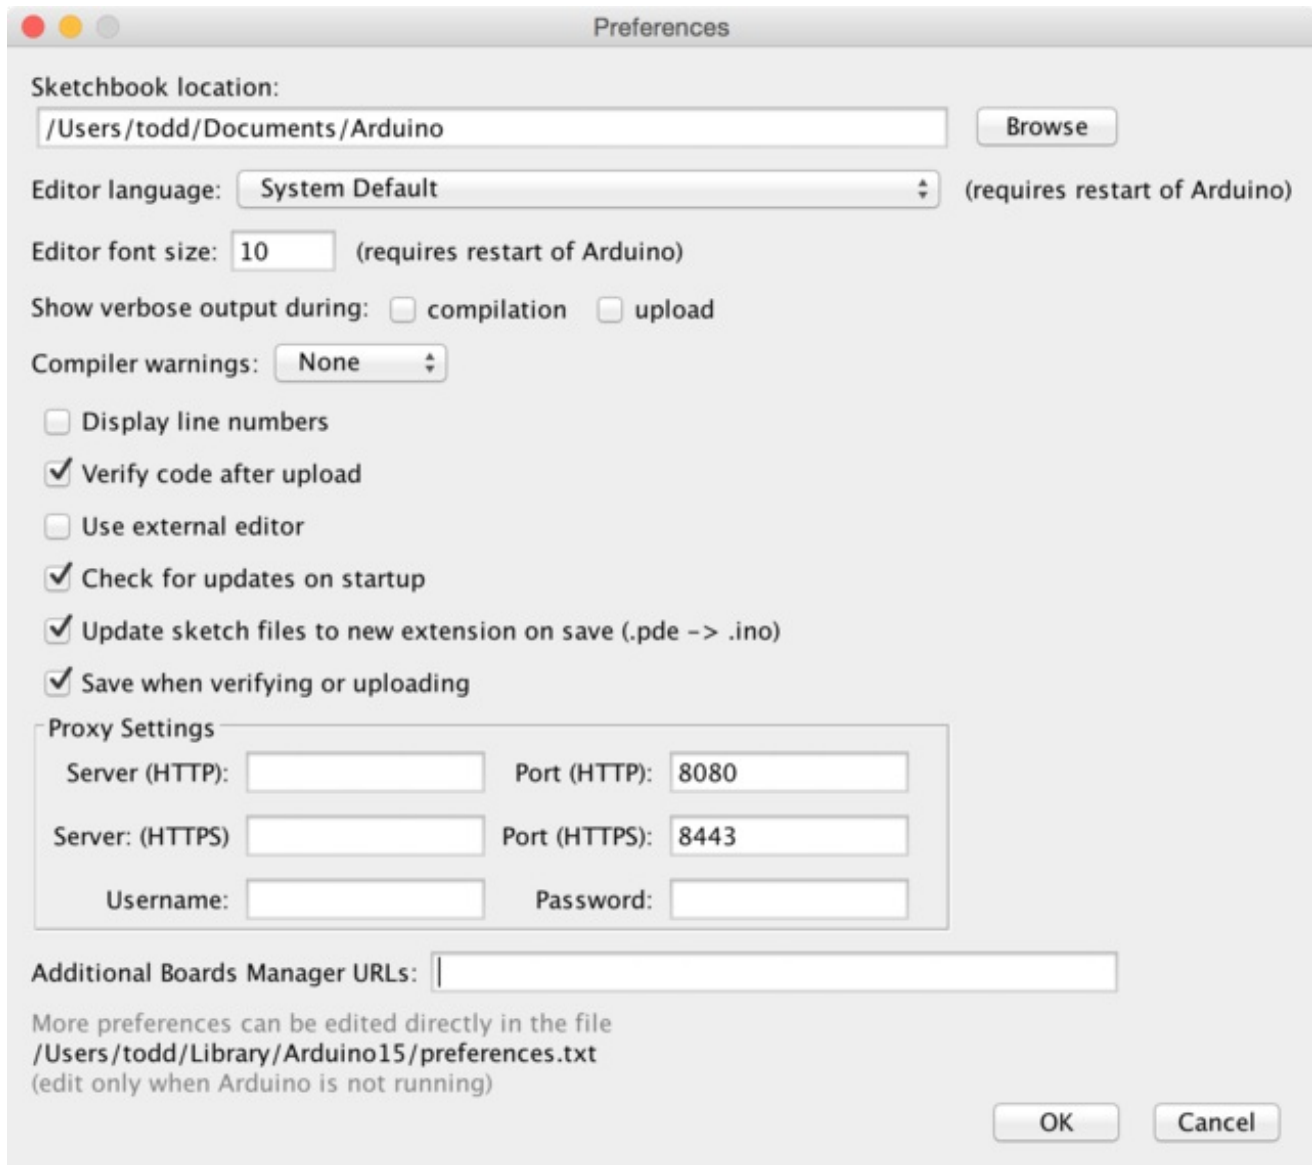 Preferences
Sketchbook location:
/Users/todd/Documents/Arduino Browse
Editor language: System Default (requires restart of Arduino)
Editor font size: 10 (requires restart of Arduino)
Show verbose output during: compilation upload
Compiler warnings: None
Display line numbers
Verify code after upload
Use external editor
Check for updates on startup
Update sketch files to new extension on save (.pde -> .ino)
Save when verifying or uploading
Proxy Settings
Server (HTTP): Port (HTTP): 8080
Server: (HTTPS) Port (HTTPS): 8443
Username: Password:
Additional Boards Manager URLs:
More preferences can be edited directly in the file
/Users/todd/Library/Arduino15/preferences.txt
(edit only when Arduino is not running)
OK Cancel